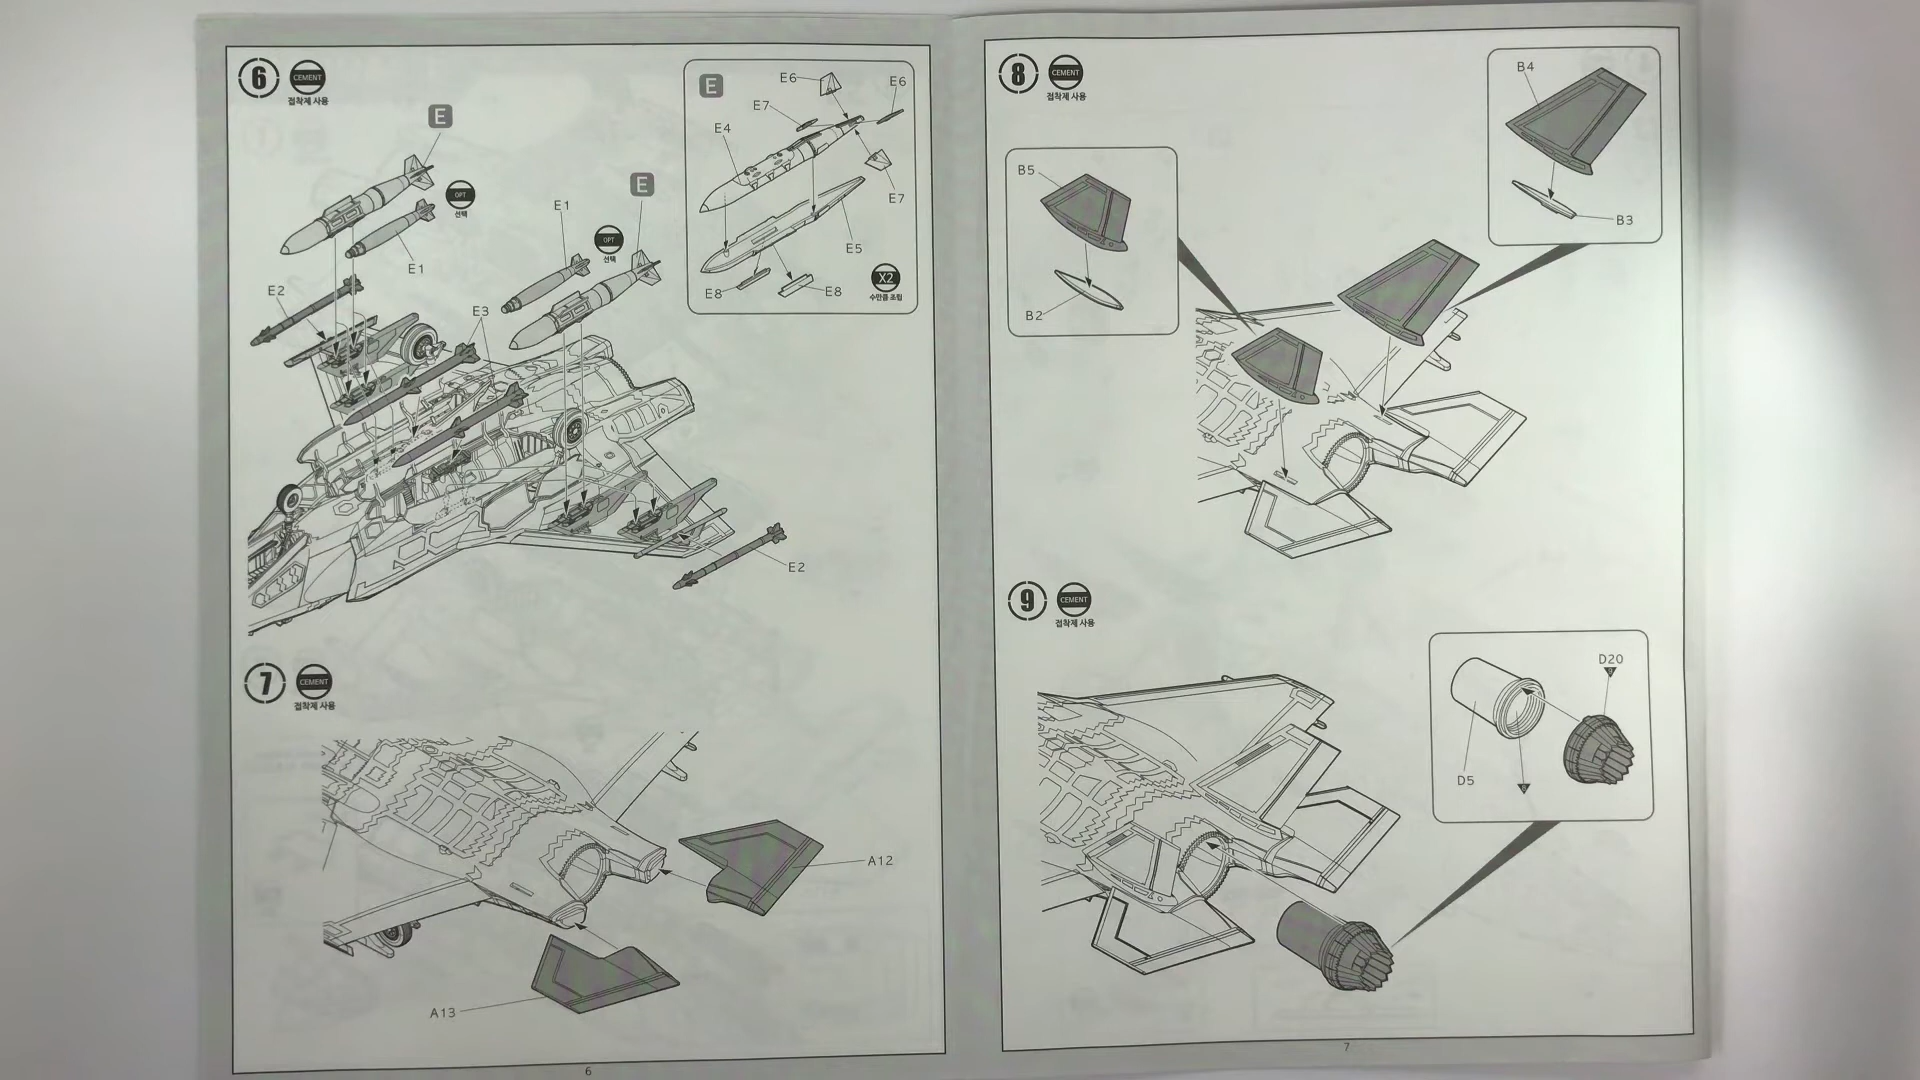 6
CEMENT
접착제 사용
E
OPT
선택
E1
E2
E3
E1
OPT
선택
E
E2
E
E6
E6
E7
E4
E7
E5
E8
E8
X2
수만큼 조립
7
CEMENT
접착제 사용
A12
A13
6
8
CEMENT
접착제 사용
B5
B2
B4
B3
9
CEMENT
접착제 사용
D20
D5
7